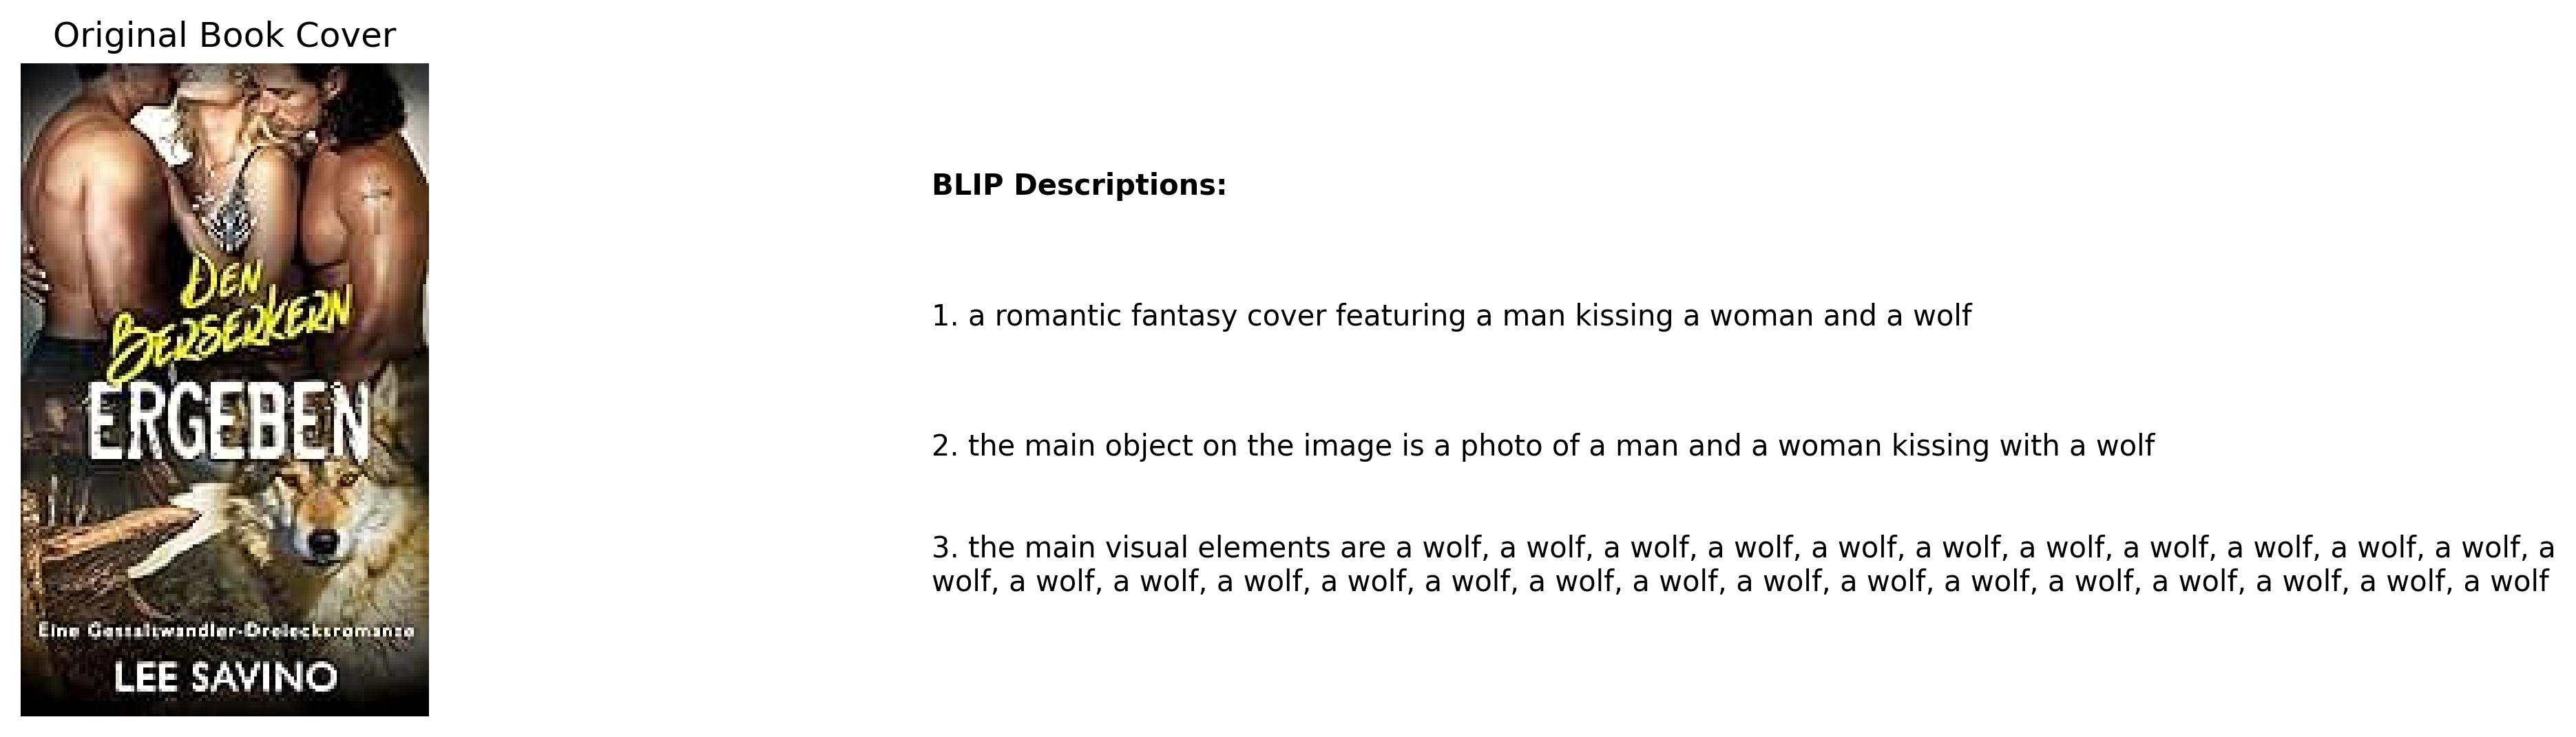 Original Book Cover
DEN
BERSERKERN
ERGEBEN
Eine Gestaltwandler-Dreiecksromanze
LEE SAVINO
BLIP Descriptions:
1. a romantic fantasy cover featuring a man kissing a woman and a wolf
2. the main object on the image is a photo of a man and a woman kissing with a wolf
3. the main visual elements are a wolf, a wolf, a wolf, a wolf, a wolf, a wolf, a wolf, a wolf, a wolf, a wolf, a wolf, a
wolf, a wolf, a wolf, a wolf, a wolf, a wolf, a wolf, a wolf, a wolf, a wolf, a wolf, a wolf, a wolf, a wolf, a wolf, a wolf